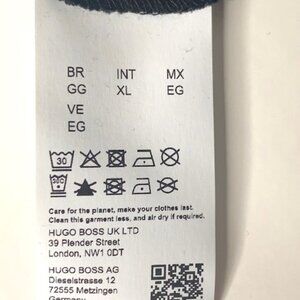 BR INT MX
GG XL EG
VE
EG
30
Care for the planet, make your clothes last.
Clean this garment less, and air dry if required.
HUGO BOSS UK LTD
39 Plender Street
London, NW1 0DT
HUGO BOSS AG
Dieselstrasse 12
72555 Metzingen
Germany